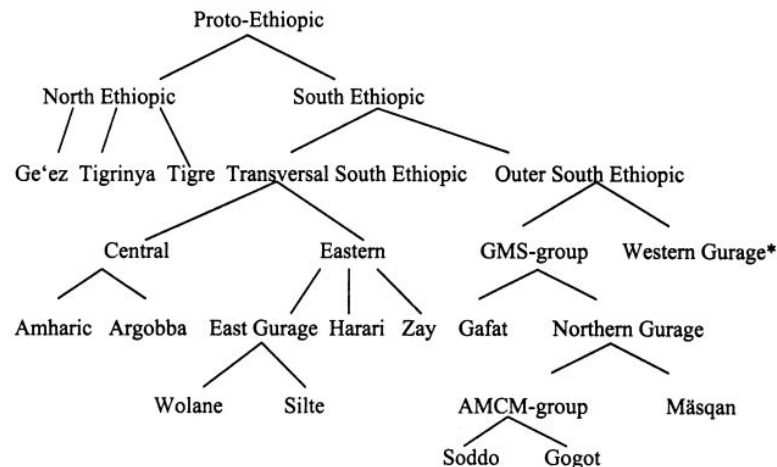 Proto-Ethiopic
North Ethiopic South Ethiopic
Ge‘ez Tigrinya Tigre Transversal South Ethiopic Outer South Ethiopic
Central Eastern GMS-group Western Gurage*
Amharic Argobba East Gurage Harari Zay Gafat Northern Gurage
Wolane Silte AMCM-group Mäsqan
Soddo Gogot